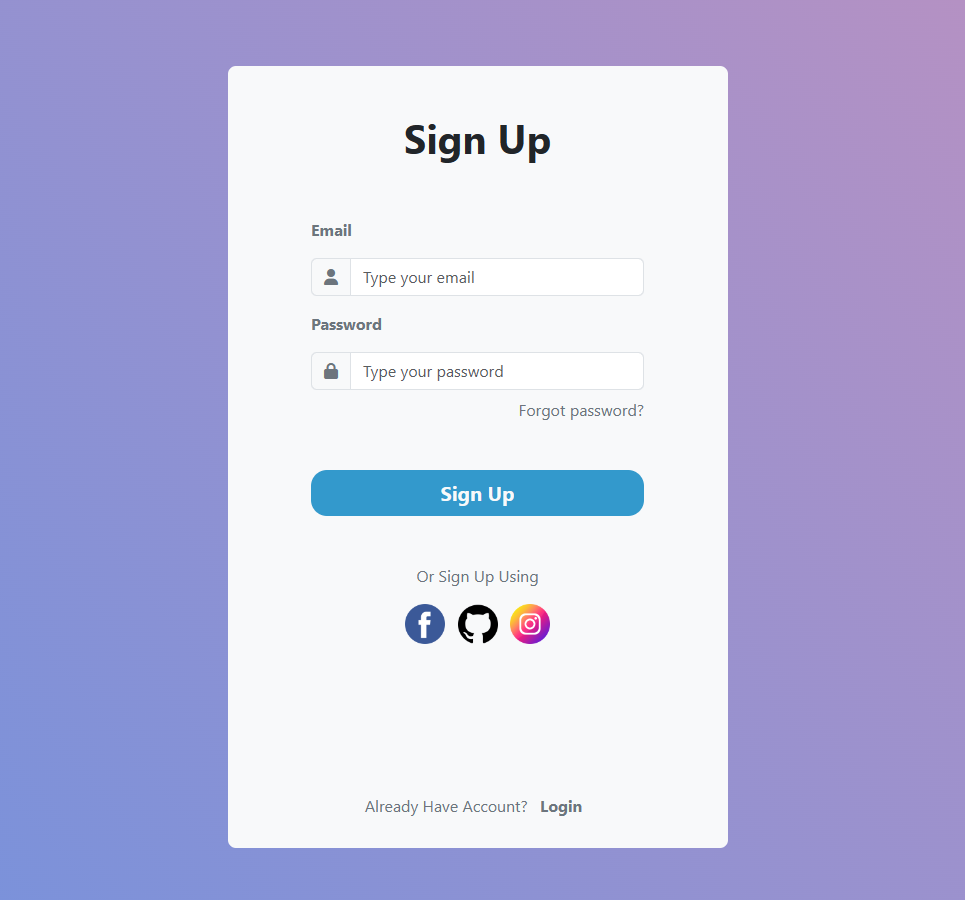 Sign Up
Email
Type your email
Password
Type your password
Forgot password?
Sign Up
Or Sign Up Using
Already Have Account? Login